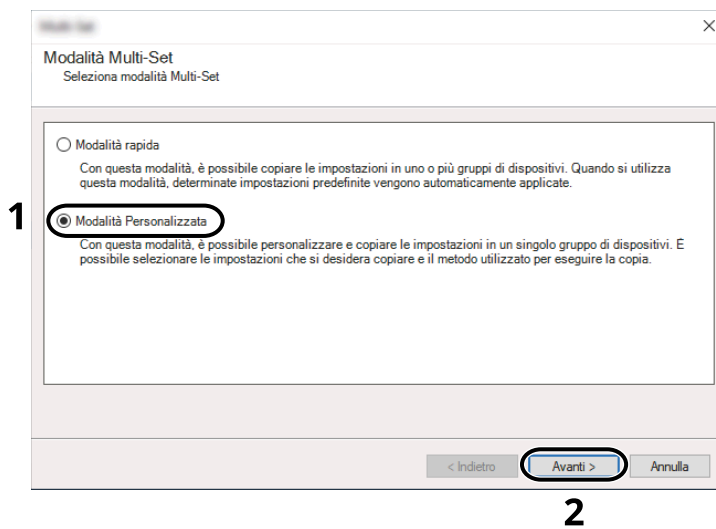 Modalità Multi-Set
Seleziona modalità Multi-Set
Modalità rapida
Con questa modalità, è possibile copiare le impostazioni in uno o più gruppi di dispositivi. Quando si utilizza
questa modalità, determinate impostazioni predefinite vengono automaticamente applicate.
1
Modalità Personalizzata
Con questa modalità, è possibile personalizzare e copiare le impostazioni in un singolo gruppo di dispositivi. É
possibile selezionare le impostazioni che si desidera copiare e il metodo utilizzato per eseguire la copia.
< Indietro Avanti > Annulla
2